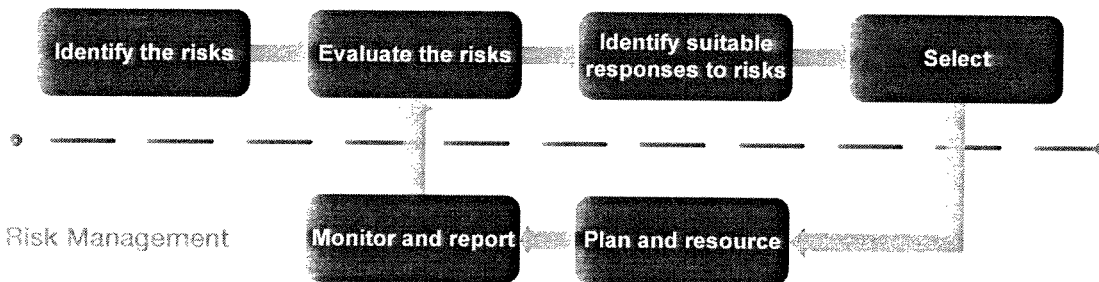 Identify the risks
Evaluate the risks
Identify suitable
responses to risks
Select
Risk Management
Monitor and report
Plan and resource